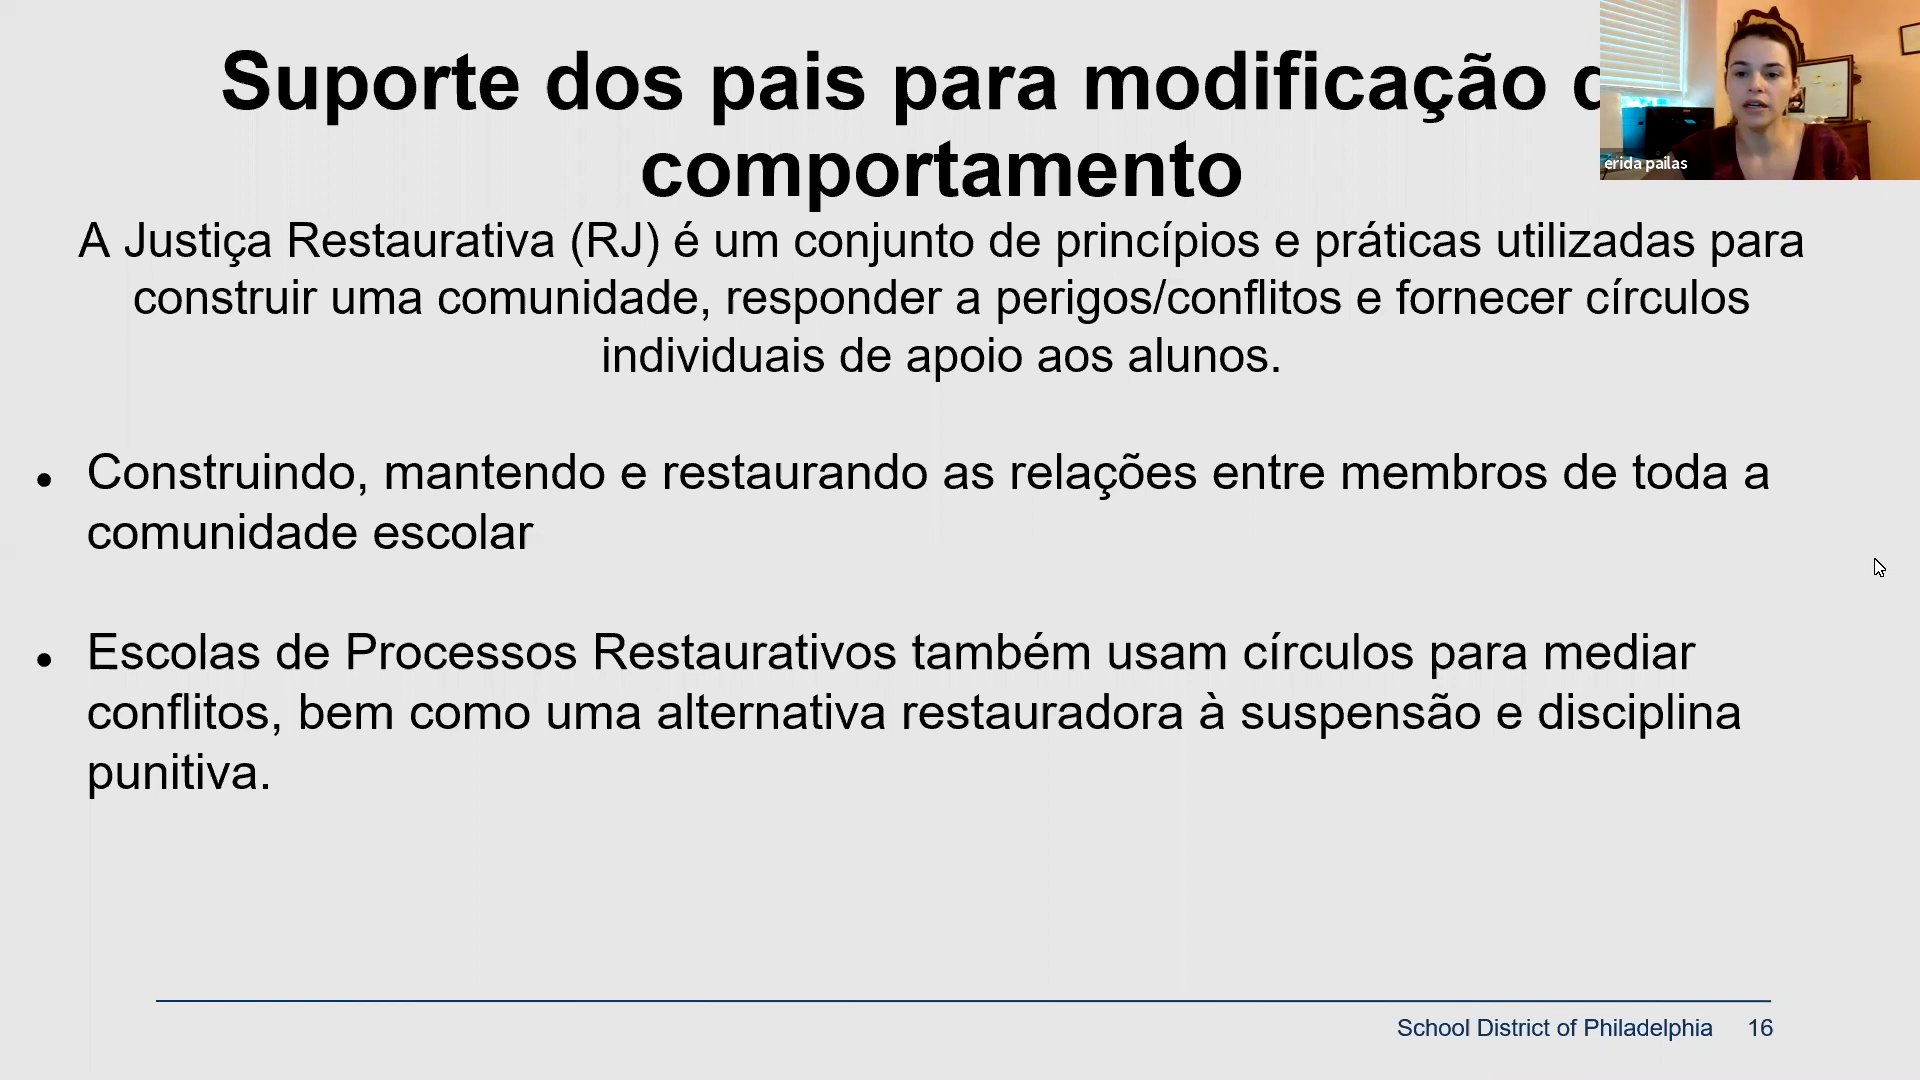 Suporte dos pais para modificação
comportamento
érida pailas
A Justiça Restaurativa (RJ) é um conjunto de princípios e práticas utilizadas para
construir uma comunidade, responder a perigos/conflitos e fornecer círculos
individuais de apoio aos alunos.
• Construindo, mantendo e restaurando as relações entre membros de toda a
comunidade escolar
• Escolas de Processos Restaurativos também usam círculos para mediar
conflitos, bem como uma alternativa restauradora à suspensão e disciplina
punitiva.
School District of Philadelphia 16